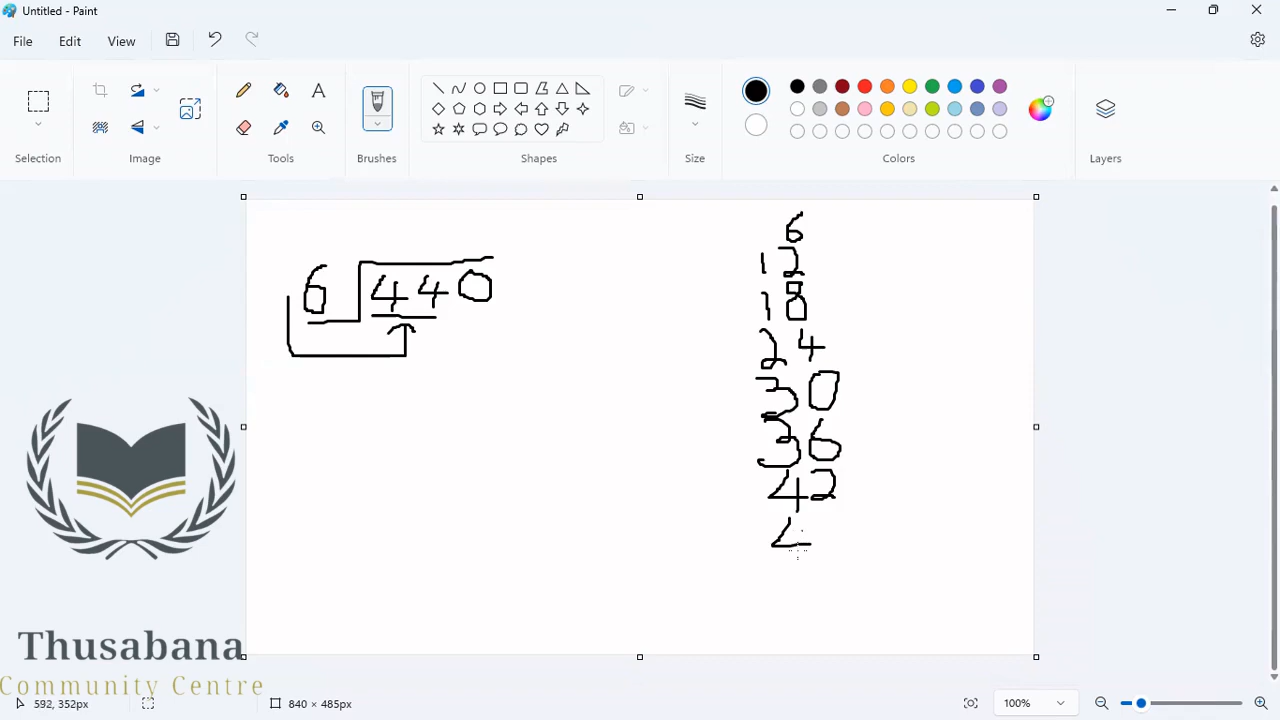 Untitled - Paint
File Edit View
Selection Image Tools Brushes Shapes Size Colors Layers
6 440
6
12
18
24
30
36
42
Thusabana
Community Centre
592, 352px 840 × 485px 100%